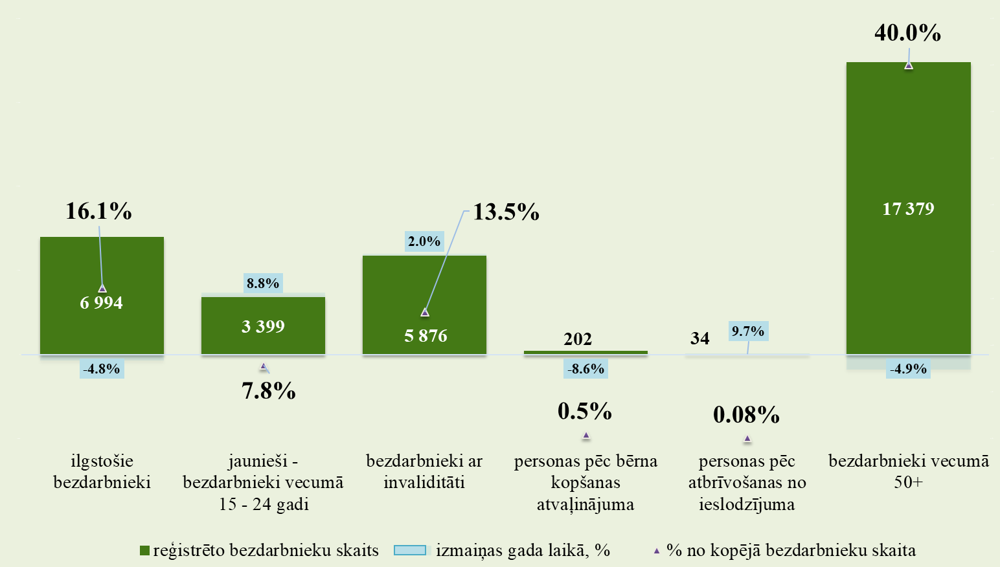 40.0%
17 379
16.1%
13.5%
2.0%
8.8%
6 994
3 399
5 876
202
34
9.7%
-4.8%
-8.6%
-4.9%
7.8%
0.5%
0.08%
ilgstošie
bezdarbnieki
jaunieši -
bezdarbnieki vecumā
15 - 24 gadi
bezdarbnieki ar
invaliditāti
personas pēc bērna
kopšanas
atvaļinājuma
personas pēc
atbrīvošanas no
ieslodzījuma
bezdarbnieki vecumā
50+
reģistrēto bezdarbnieku skaits
izmaiņas gada laikā, %
% no kopējā bezdarbnieku skaita